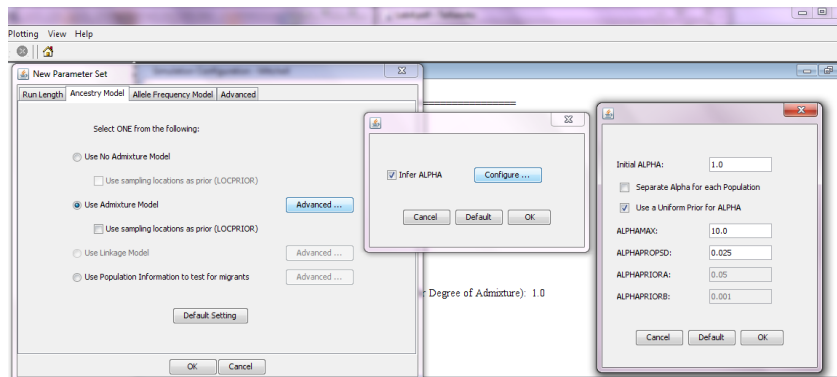 Plotting View Help
New Parameter Set
Run Length Ancestry Model Allele Frequency Model Advanced
Select ONE from the following:
Use No Admixture Model
Use sampling locations as prior (LOCPRIOR)
Use Admixture Model Advanced ...
Use sampling locations as prior (LOCPRIOR)
Use Linkage Model Advanced ...
Use Population Information to test for migrants Advanced ...
Default Setting
OK Cancel
Infer ALPHA Configure ...
Cancel Default OK
r Degree of Admixture): 1.0
Initial ALPHA: 1.0
Separate Alpha for each Population
Use a Uniform Prior for ALPHA
ALPHAMAX: 10.0
ALPHAPROPSD: 0.025
ALPHAPRIORA: 0.05
ALPHAPRIORB: 0.001
Cancel Default OK